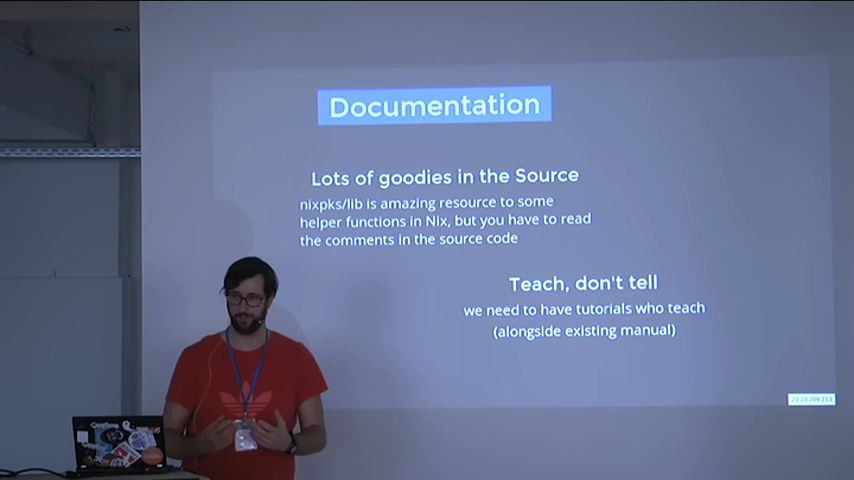 Documentation
Lots of goodies in the Source
nixpks/lib is amazing resource to some
helper functions in Nix, but you have to read
the comments in the source code
Teach, don't tell
we need to have tutorials who teach
(alongside existing manual)